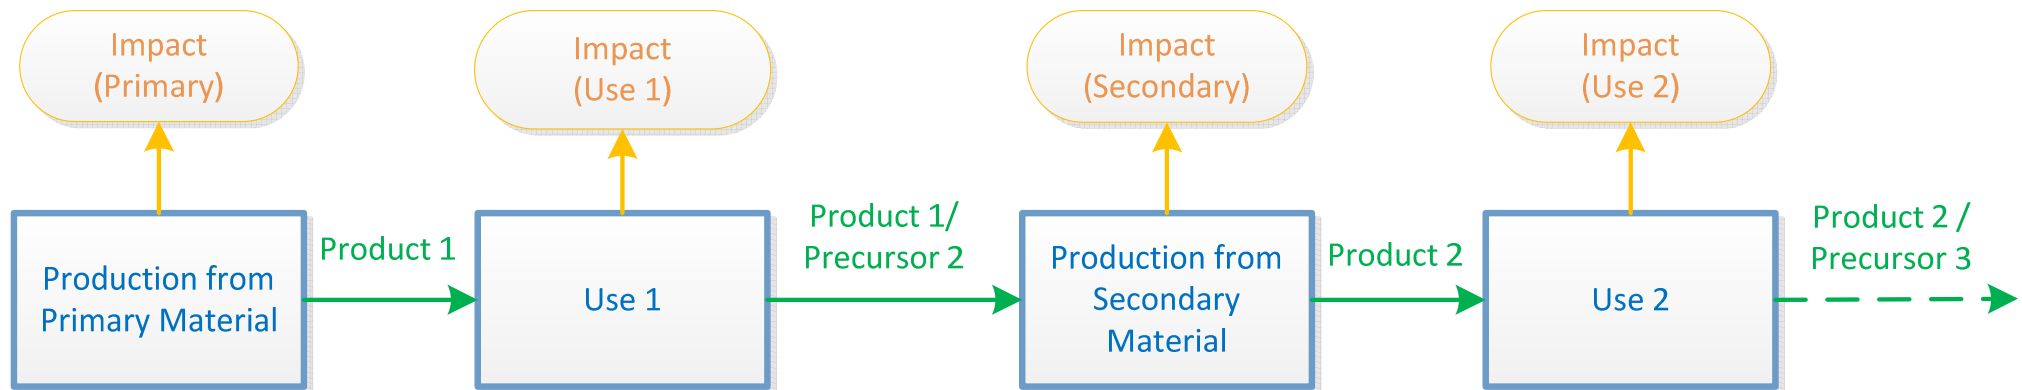 Impact
(Primary)
Impact
(Use 1)
Impact
(Secondary)
Impact
(Use 2)
Production from
Primary Material
Product 1
Use 1
Product 1/
Precursor 2
Production from
Secondary
Material
Product 2
Use 2
Product 2 /
Precursor 3